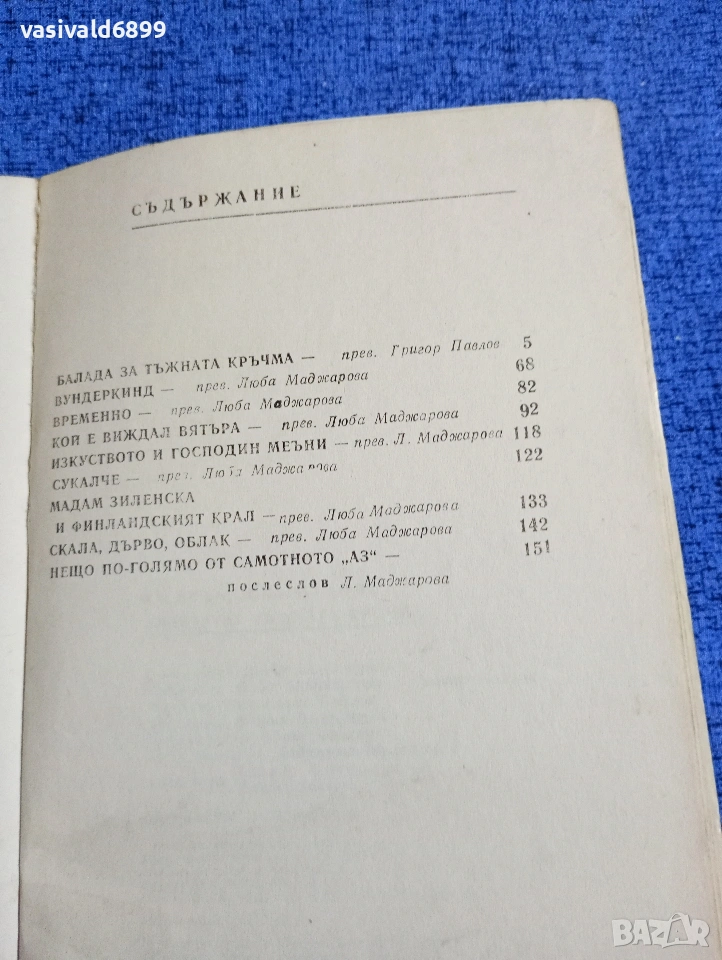 vasivald6899
СЪДЪРЖАНИЕ
БАЛАДА ЗА ТЪЖНАТА КРЪЧМА — прев. Григор Павлов 5
ВУНДЕРКИНД — прев. Люба Маджарова 68
ВРЕМЕННО — прев. Люба Маджарова 82
КОЙ Е ВИЖДАЛ ВЯТЪРА — прев. Люба Маджарова 92
ИЗКУСТВОТО И ГОСПОДИН МЕЪНИ — прев. Л. Маджарова 118
СУКАЛЧЕ — прев. Люба Маджарова 122
МАДАМ ЗИЛЕНСКА
И ФИНЛАНДСКИЯТ КРАЛ — прев. Люба Маджарова 133
СКАЛА, ДЪРВО, ОБЛАК — прев. Люба Маджарова 142
НЕЩО ПО-ГОЛЯМО ОТ САМОТНОТО „АЗ“ — 151
послеслов Л. Маджарова
BAZAR